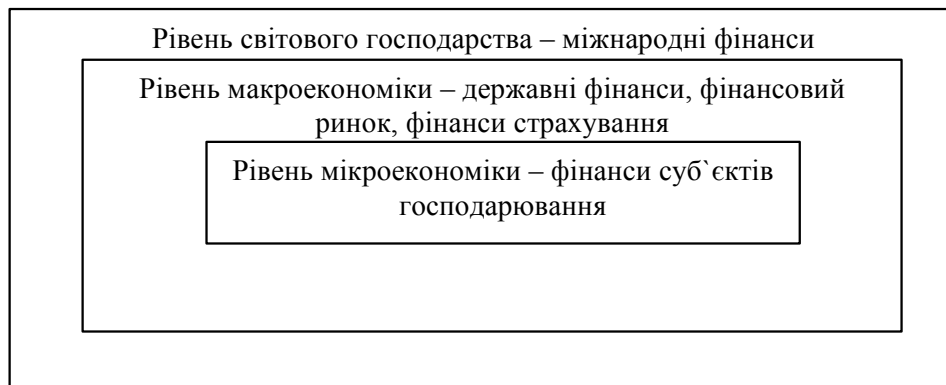 Рівень світового господарства – міжнародні фінанси
Рівень макроекономіки – державні фінанси, фінансовий
ринок, фінанси страхування
Рівень мікроекономіки – фінанси суб`єктів
господарювання